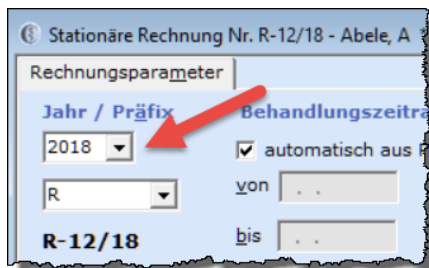 Stationäre Rechnung Nr. R-12/18 - Abele, A
Rechnungsparameter
Jahr / Präfix
Behandlungszeitra
2018
automatisch aus
R
von . .
R-12/18
bis . .